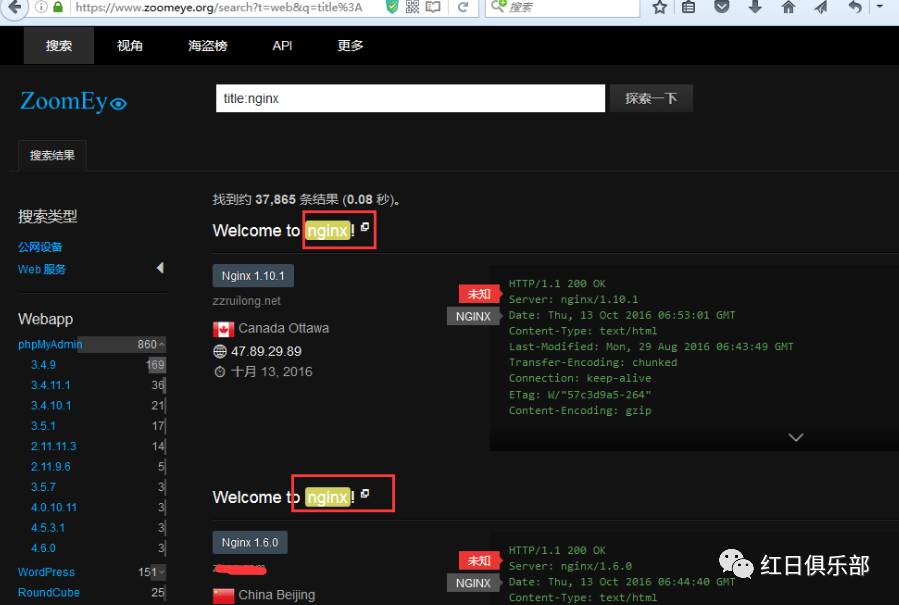 https://www.zoomeye.org/search?t=web&q=title%3A
搜索
搜索 视角 海盗榜 API 更多
ZoomEye
title:nginx 探索一下
搜索结果
找到约 37,865 条结果 (0.08 秒)。
搜索类型
公网设备
Web 服务
Webapp
phpMyAdmin 860
3.4.9 169
3.4.11.1 36
3.4.10.1 21
3.5.1 17
2.11.11.3 14
2.11.9.6 5
3.5.7 3
4.0.10.11 3
4.5.3.1 3
4.6.0 3
WordPress 151
RoundCube 25
Welcome to nginx!
Nginx 1.10.1
zzruilong.net
Canada Ottawa
47.89.29.89
十月 13, 2016
未知
NGINX
HTTP/1.1 200 OK
Server: nginx/1.10.1
Date: Thu, 13 Oct 2016 06:53:01 GMT
Content-Type: text/html
Last-Modified: Mon, 29 Aug 2016 06:43:49 GMT
Transfer-Encoding: chunked
Connection: keep-alive
ETag: W/"57c3d9a5-264"
Content-Encoding: gzip
Welcome to nginx!
Nginx 1.6.0
China Beijing
未知
NGINX
HTTP/1.1 200 OK
Server: nginx/1.6.0
Date: Thu, 13 Oct 2016 06:44:40 GMT
Content-Type: text/html
红日俱乐部